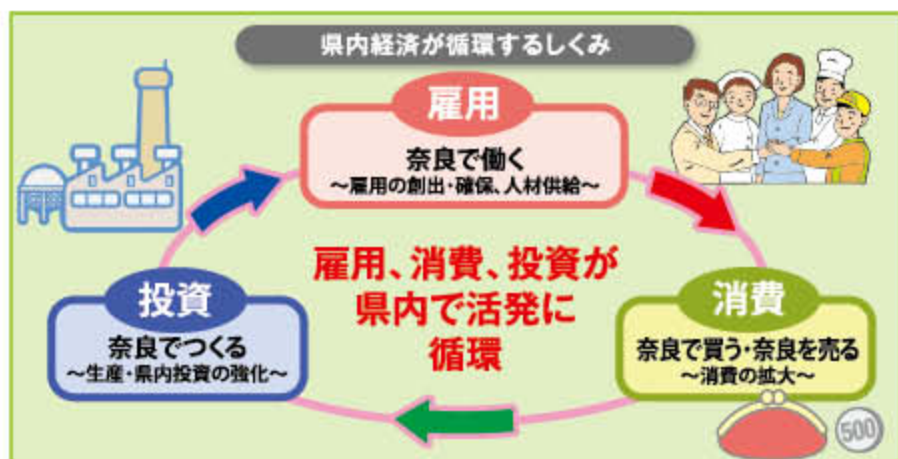 県内経済が循環するしくみ
雇用
奈良で働く
～雇用の創出・確保、人材供給～
雇用、消費、投資が
県内で活発に
循環
投資
奈良でつくる
～生産・県内投資の強化～
消費
奈良で買う・奈良を売る
～消費の拡大～
500